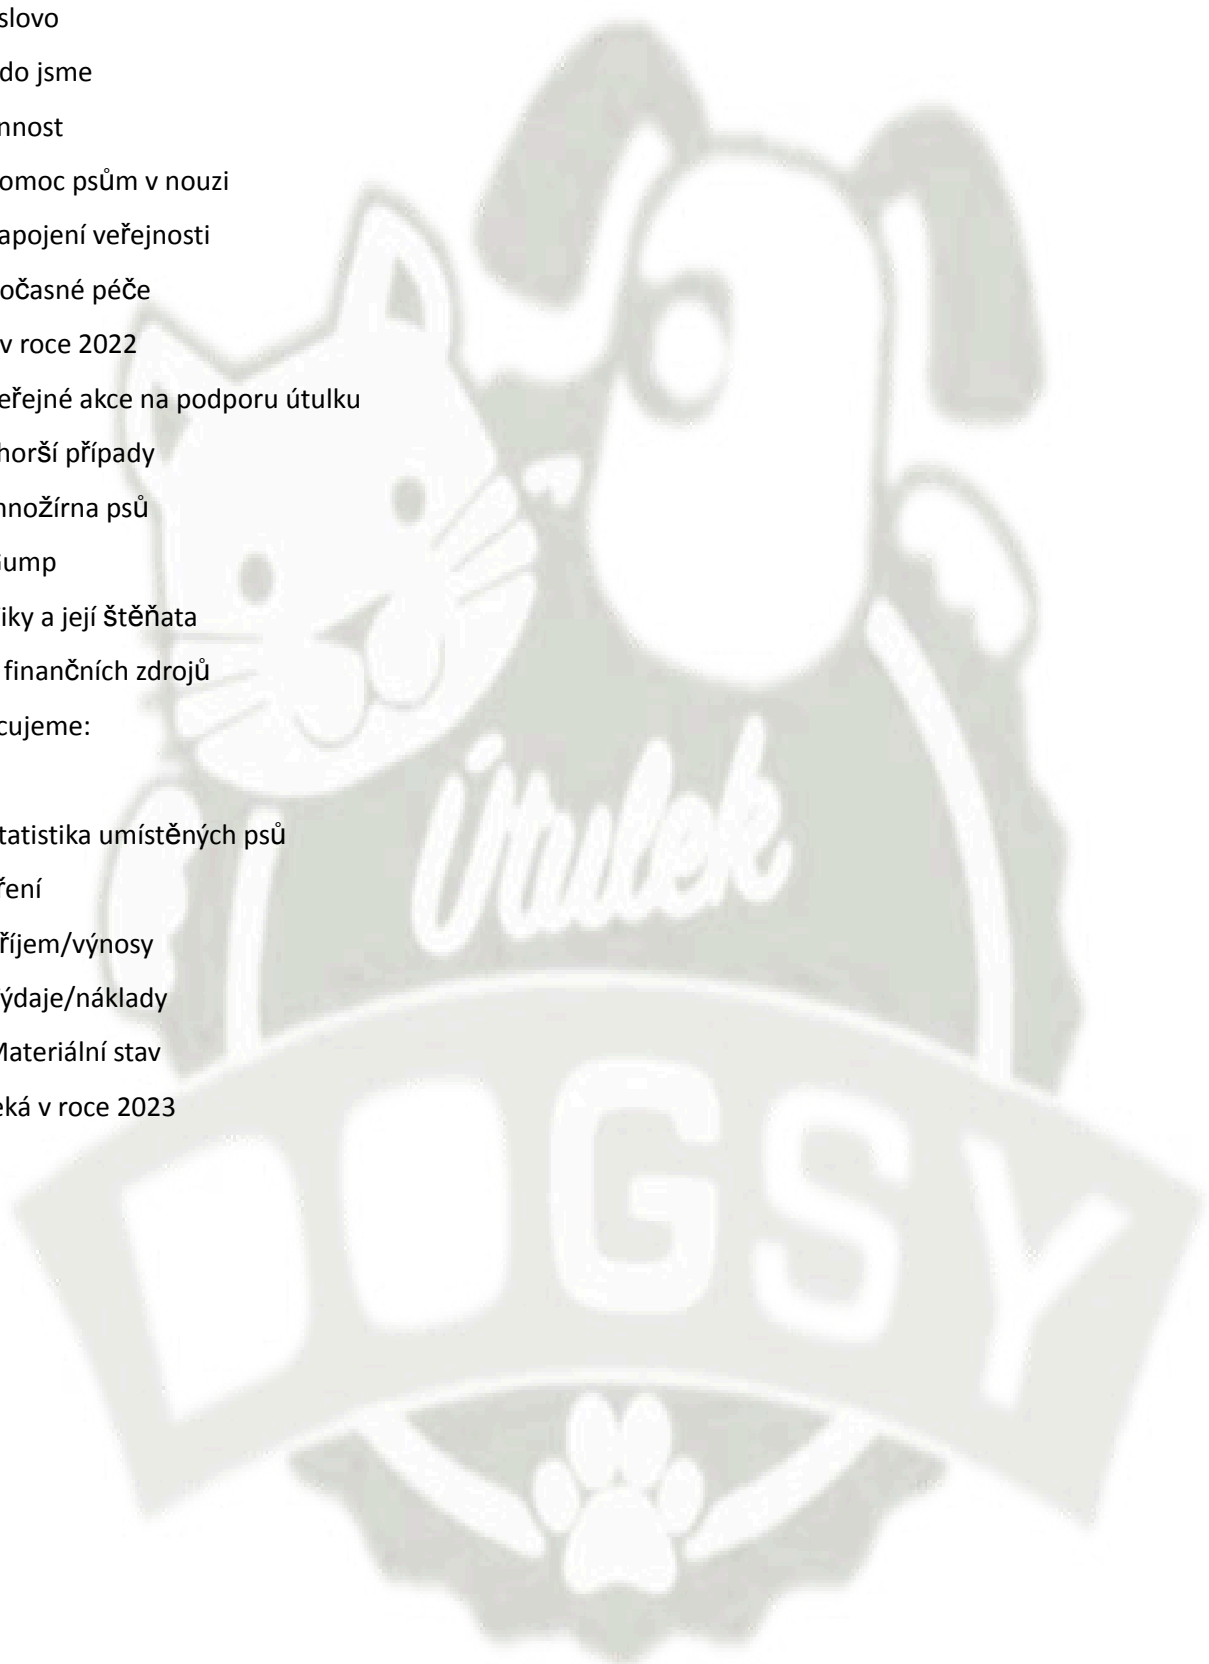 slovo
do jsme
nnost
omoc psům v nouzi
apojení veřejnosti
očasné péče
v roce 2022
eřejné akce na podporu útulku
horší případy
nnožírna psů
Gump
iky a její štěňata
finančních zdrojů
cujeme:
tatistika umístěných psů
ření
říjem/výnosy
ýdaje/náklady
Materiální stav
eká v roce 2023
Útulek
DOGSY